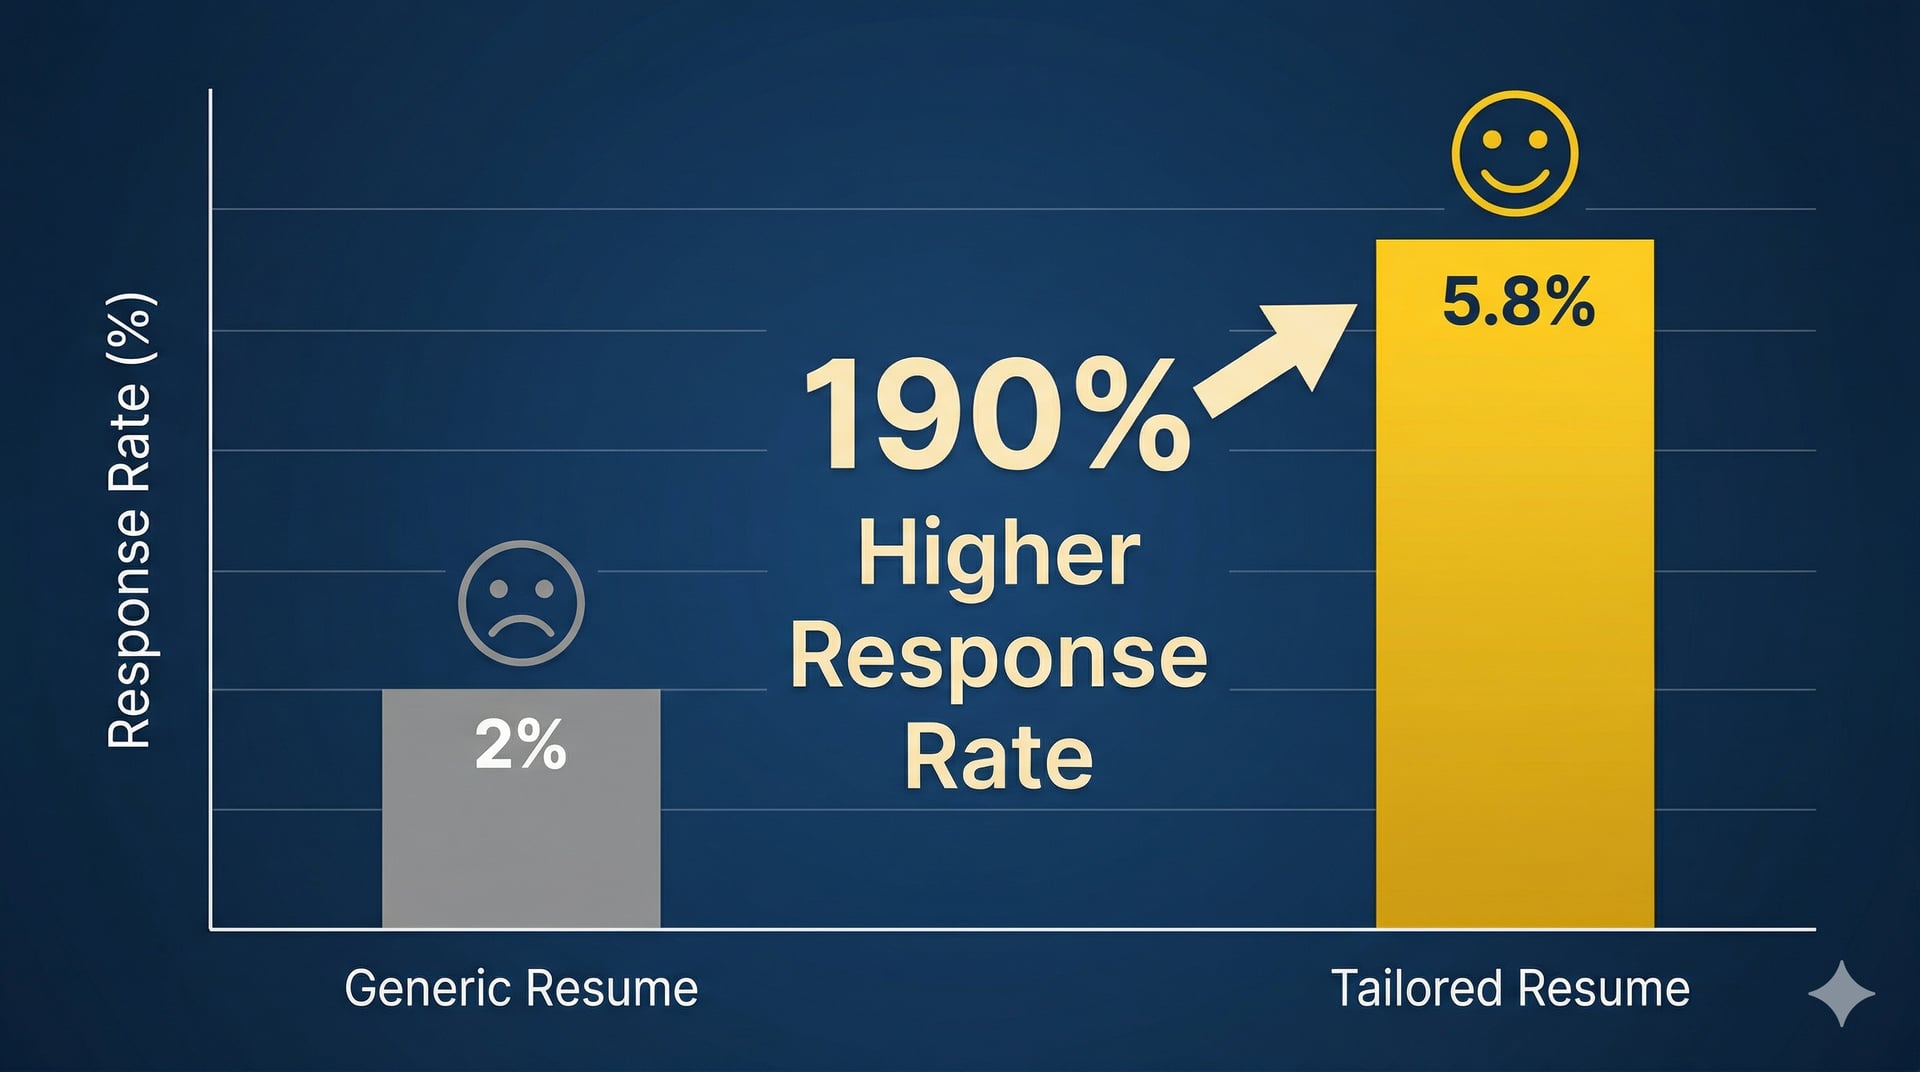 Response Rate (%)
190%
Higher
Response
Rate
2%
5.8%
Generic Resume
Tailored Resume